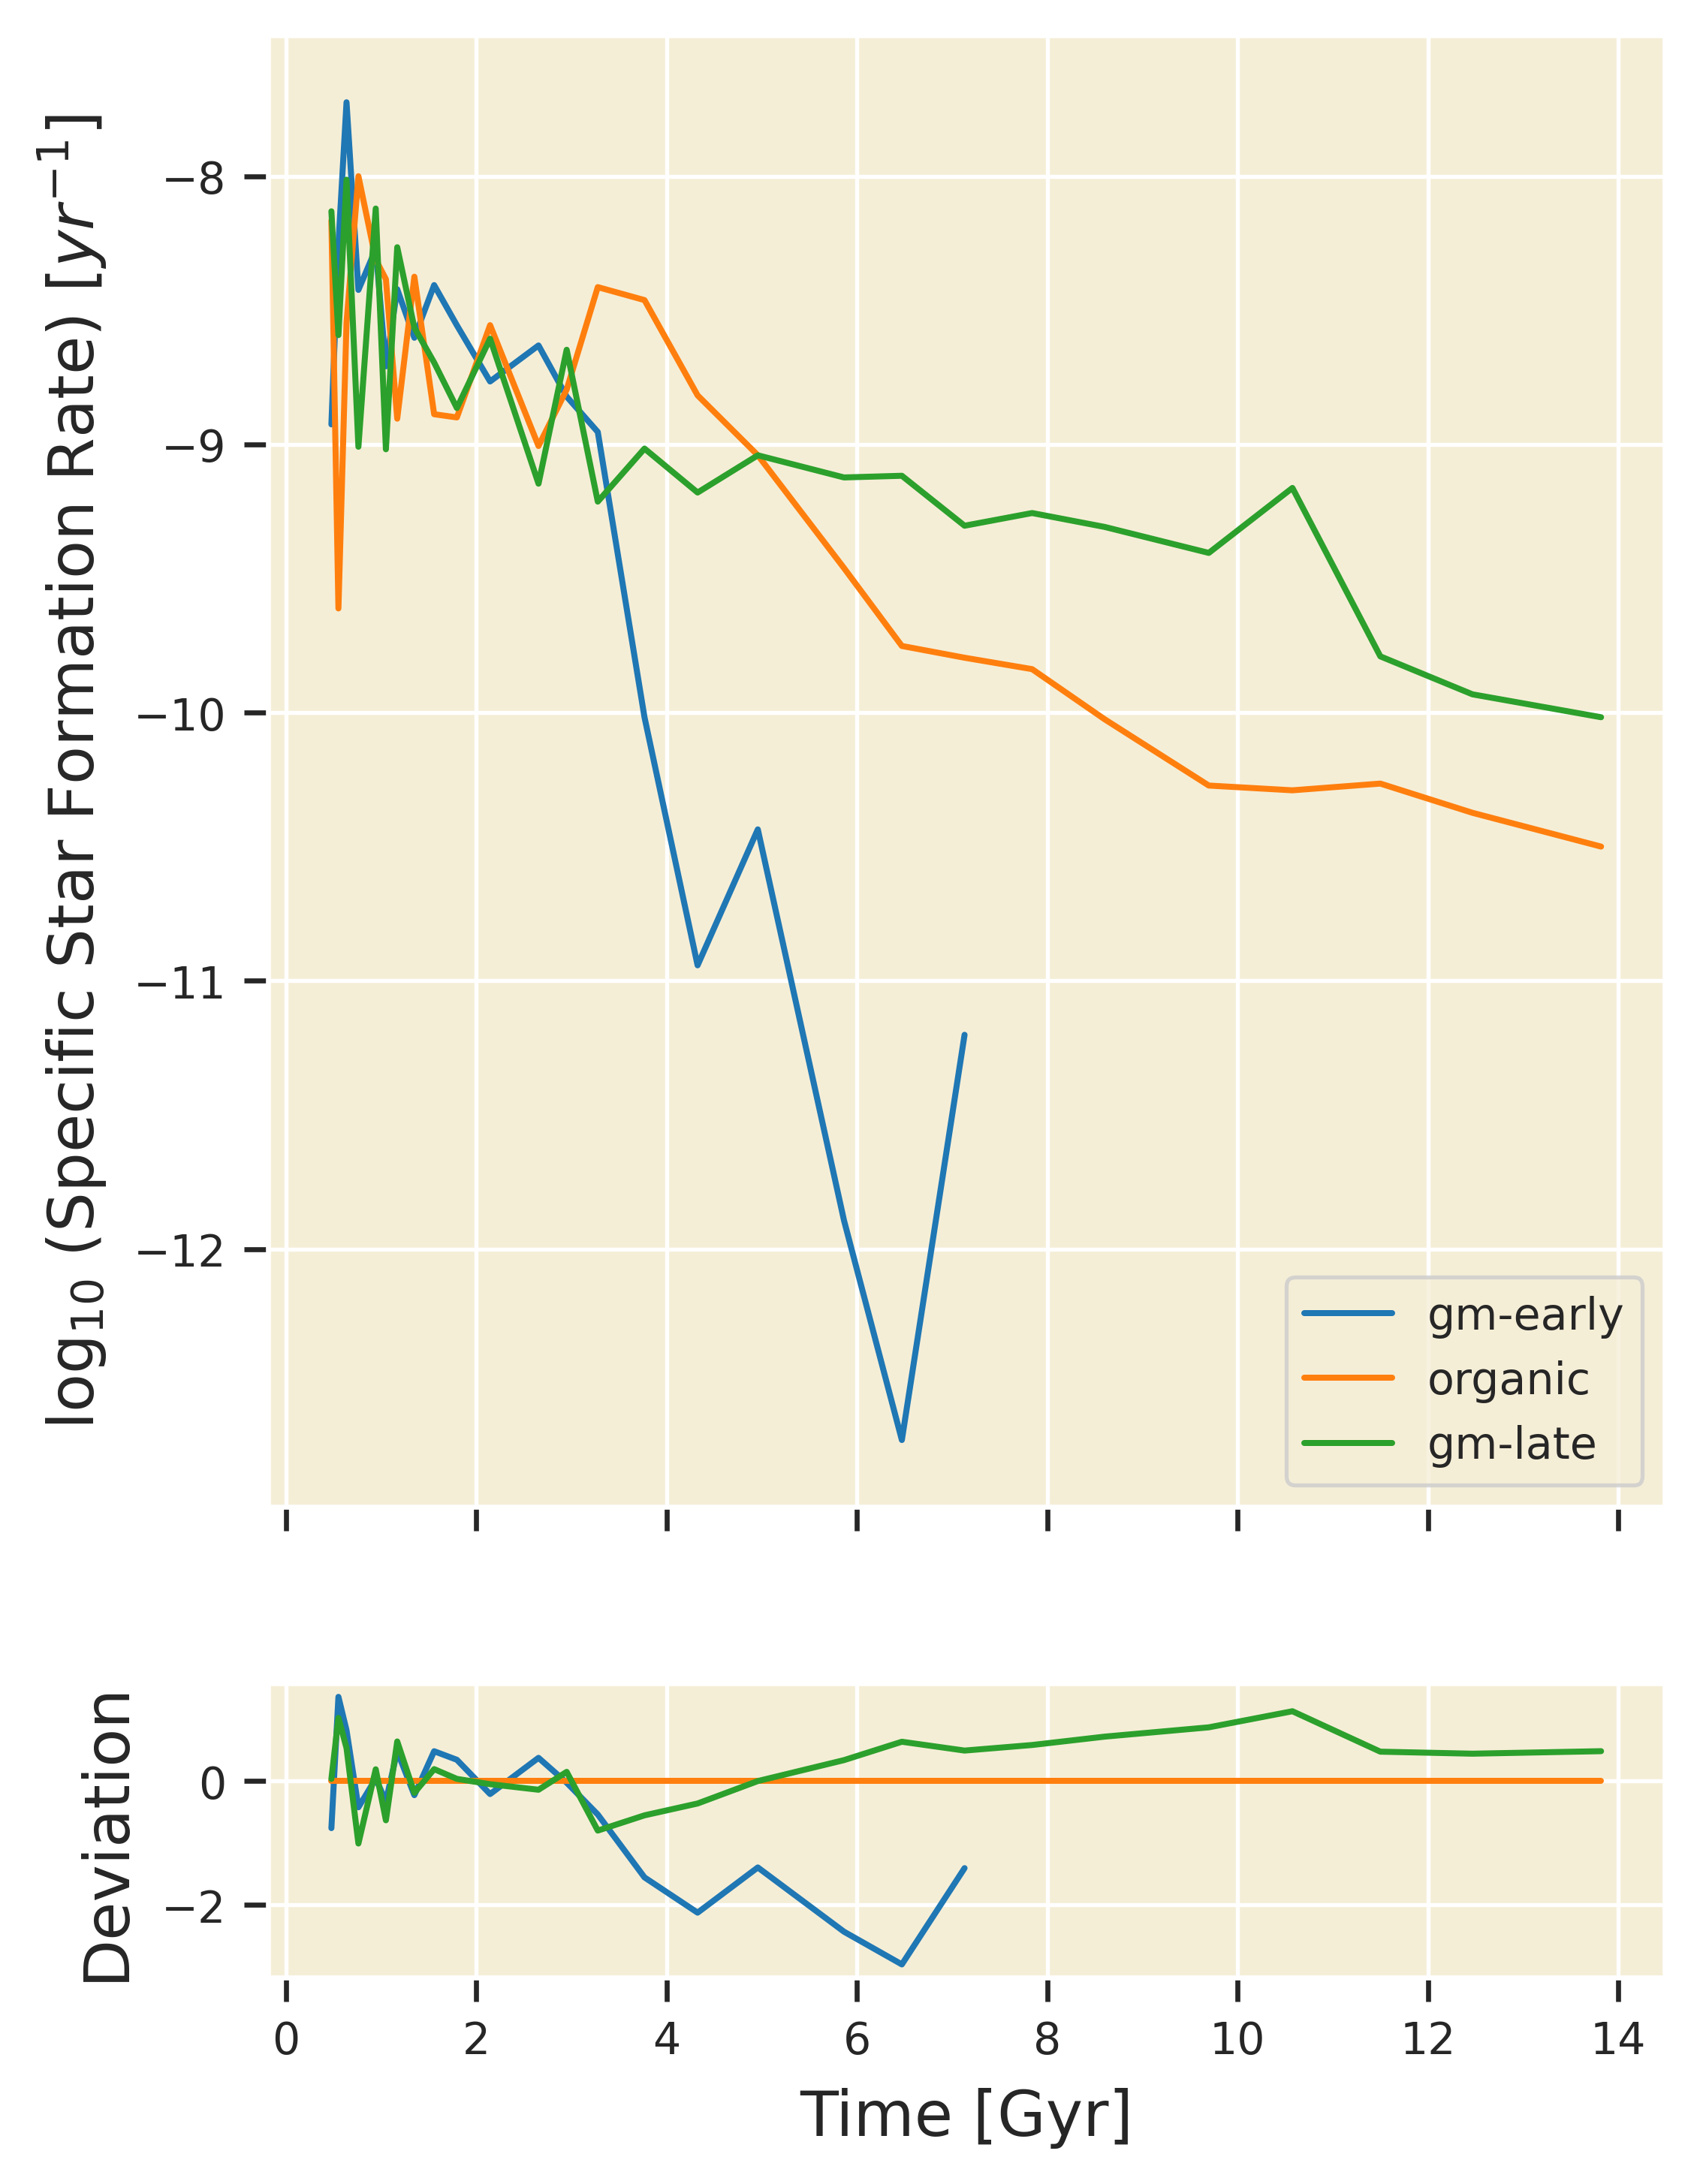 log₁₀ (Specific Star Formation Rate) [yr⁻¹]
−8
−9
−10
−11
−12
gm-early
organic
gm-late
Deviation
0
−2
0 2 4 6 8 10 12 14
Time [Gyr]